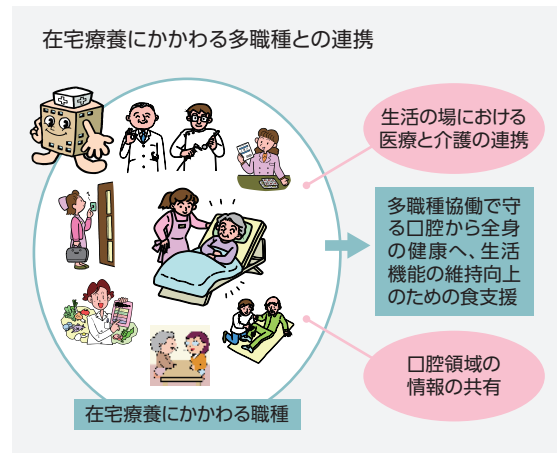 在宅療養にかかわる多職種との連携
生活の場における
医療と介護の連携
多職種協働で守
る口腔から全身
の健康へ、生活
機能の維持向上
のための食支援
口腔領域の
情報の共有
在宅療養にかかわる職種